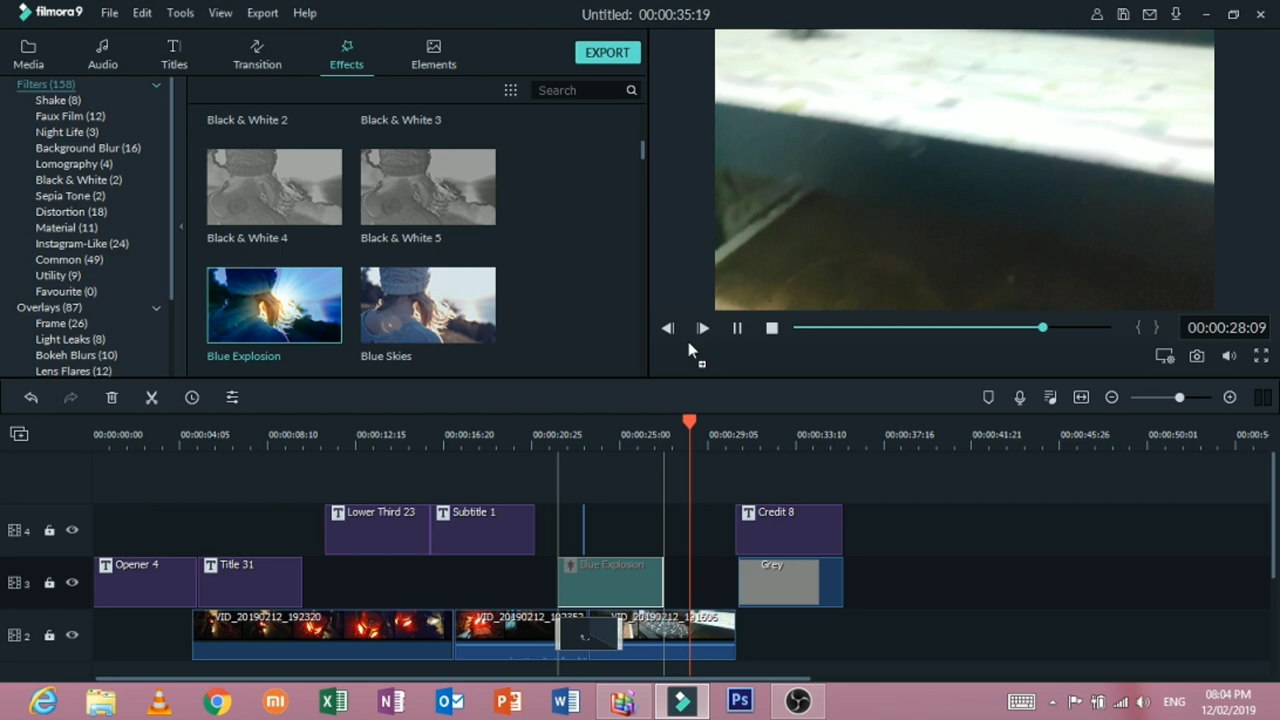 filmora9 File Edit Tools View Export Help Untitled: 00:00:35:19
Media Audio Titles Transition Effects Elements EXPORT
Filters (158)
Shake (8)
Faux Film (12)
Night Life (3)
Background Blur (16)
Lomography (4)
Black & White (2)
Sepia Tone (2)
Distortion (18)
Material (11)
Instagram-Like (24)
Common (49)
Utility (9)
Favourite (0)
Overlays (87)
Frame (26)
Light Leaks (8)
Bokeh Blurs (10)
Lens Flares (12)
Search
Black & White 2 Black & White 3
Black & White 4 Black & White 5
Blue Explosion Blue Skies
00:00:28:09
00:00:00:00 00:00:04:05 00:00:08:10 00:00:12:15 00:00:16:20 00:00:20:25 00:00:25:00 00:00:29:05 00:00:33:10 00:00:37:16 00:00:41:21 00:00:45:26 00:00:50:01 00:00:5
4 T Lower Third 23 T Subtitle 1 T Credit 8
3 T Opener 4 T Title 31 Blue Explosion Grey
2 VID_20190212_192320
ENG 08:04 PM
12/02/2019